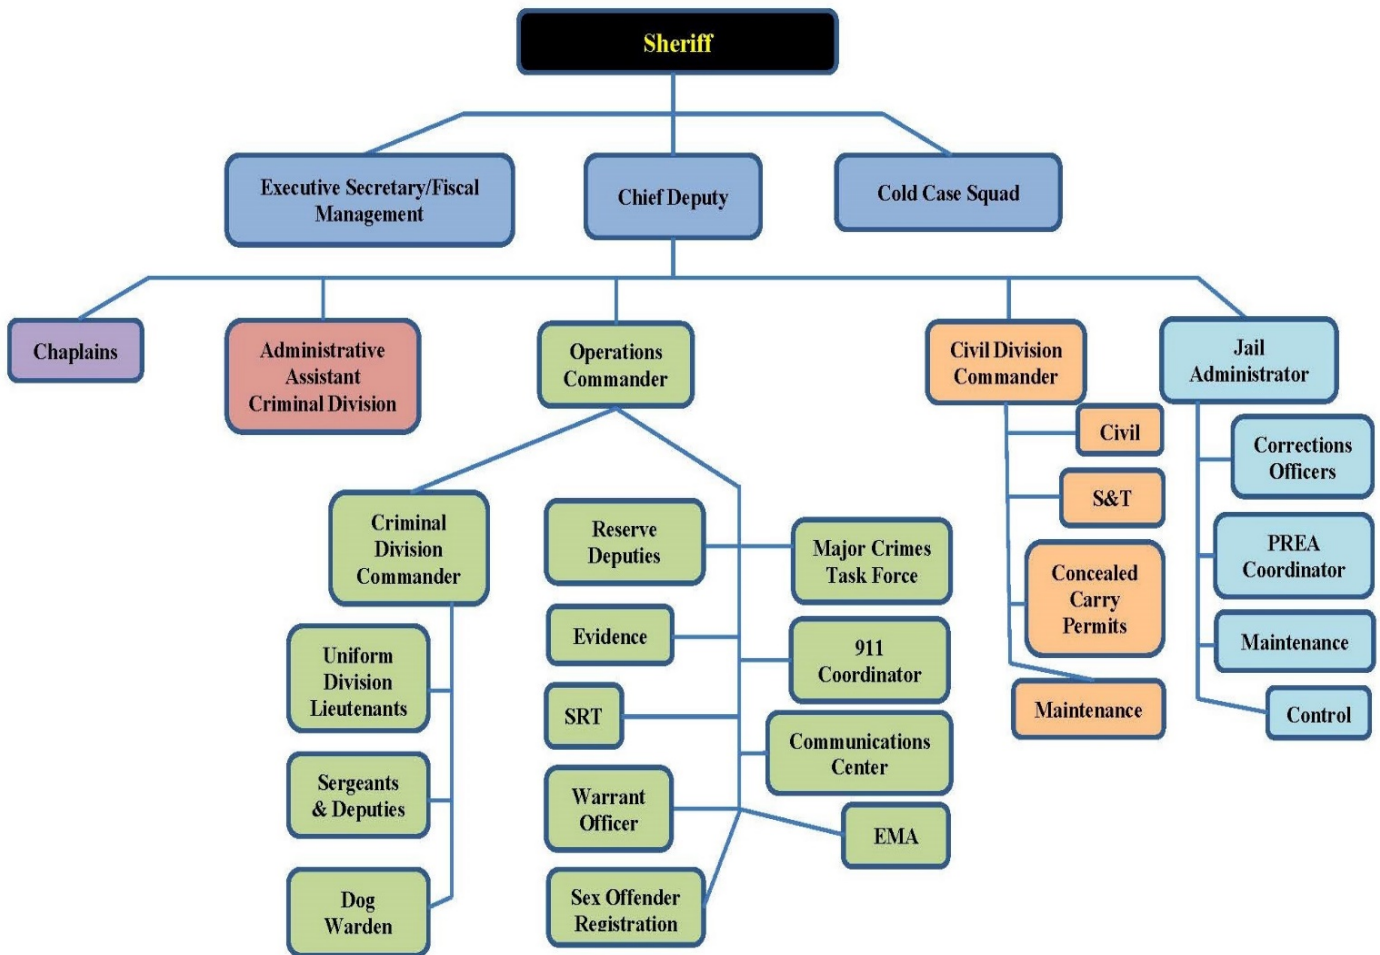 Sheriff
Executive Secretary/Fiscal
Management
Chief Deputy
Cold Case Squad
Chaplains
Administrative
Assistant
Criminal Division
Operations
Commander
Civil Division
Commander
Jail
Administrator
Criminal
Division
Commander
Uniform
Division
Lieutenants
Sergeants
& Deputies
Dog
Warden
Reserve
Deputies
Evidence
SRT
Warrant
Officer
Sex Offender
Registration
Major Crimes
Task Force
911
Coordinator
Communications
Center
EMA
Civil
S&T
Concealed
Carry
Permits
Maintenance
Corrections
Officers
PREA
Coordinator
Maintenance
Control